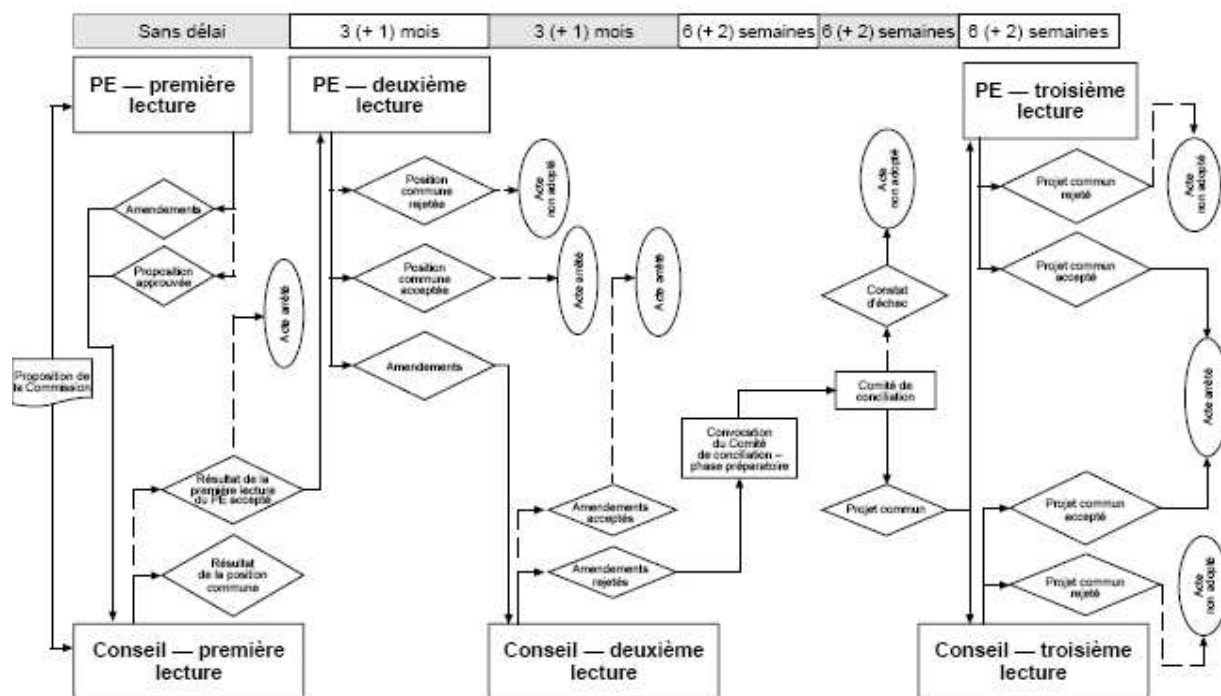 Sans délai
3 (+ 1) mois
3 (+ 1) mois
6 (+ 2) semaines
6 (+ 2) semaines
6 (+ 2) semaines
PE — première
lecture
PE — deuxième
lecture
PE — troisième
lecture
Amendements
Proposition
approuvée
Acte arrêté
Proposition de
la Commission
Résultat de la
première lecture
du PE accepté
Résultat
de la position
commune
Conseil — première
lecture
Position
commune
rejetée
Acte
non adopté
Position
commune
acceptée
Acte arrêté
Acte arrêté
Amendements
Amendements
acceptés
Amendements
rejetés
Conseil — deuxième
lecture
Convocation
du Comité
de conciliation –
phase préparatoire
Acte
non adopté
Constat
d'échec
Comité de
conciliation
Projet commun
Projet commun
rejeté
Acte
non adopté
Projet commun
accepté
Acte arrêté
Projet commun
accepté
Projet commun
rejeté
Acte
non adopté
Conseil — troisième
lecture